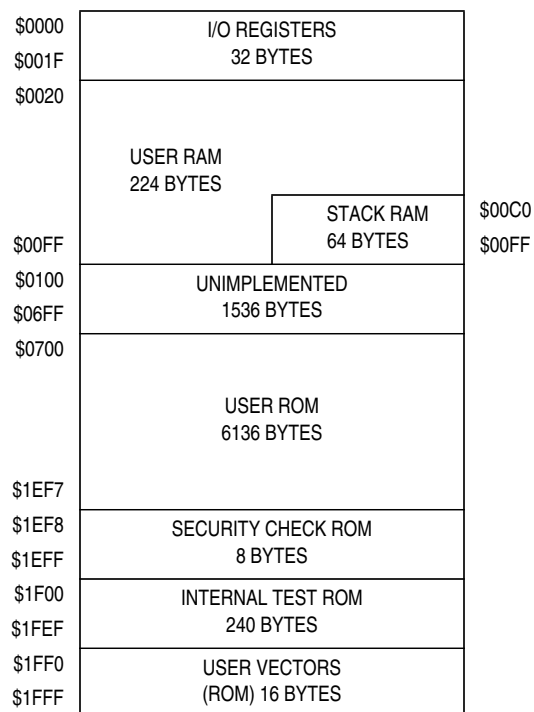 $0000
I/O REGISTERS
$001F
32 BYTES
$0020
USER RAM
224 BYTES
STACK RAM
$00C0
64 BYTES
$00FF
$00FF
$0100
UNIMPLEMENTED
$06FF
1536 BYTES
$0700
USER ROM
6136 BYTES
$1EF7
$1EF8
SECURITY CHECK ROM
$1EFF
8 BYTES
$1F00
INTERNAL TEST ROM
$1FEF
240 BYTES
$1FF0
USER VECTORS
$1FFF
(ROM) 16 BYTES